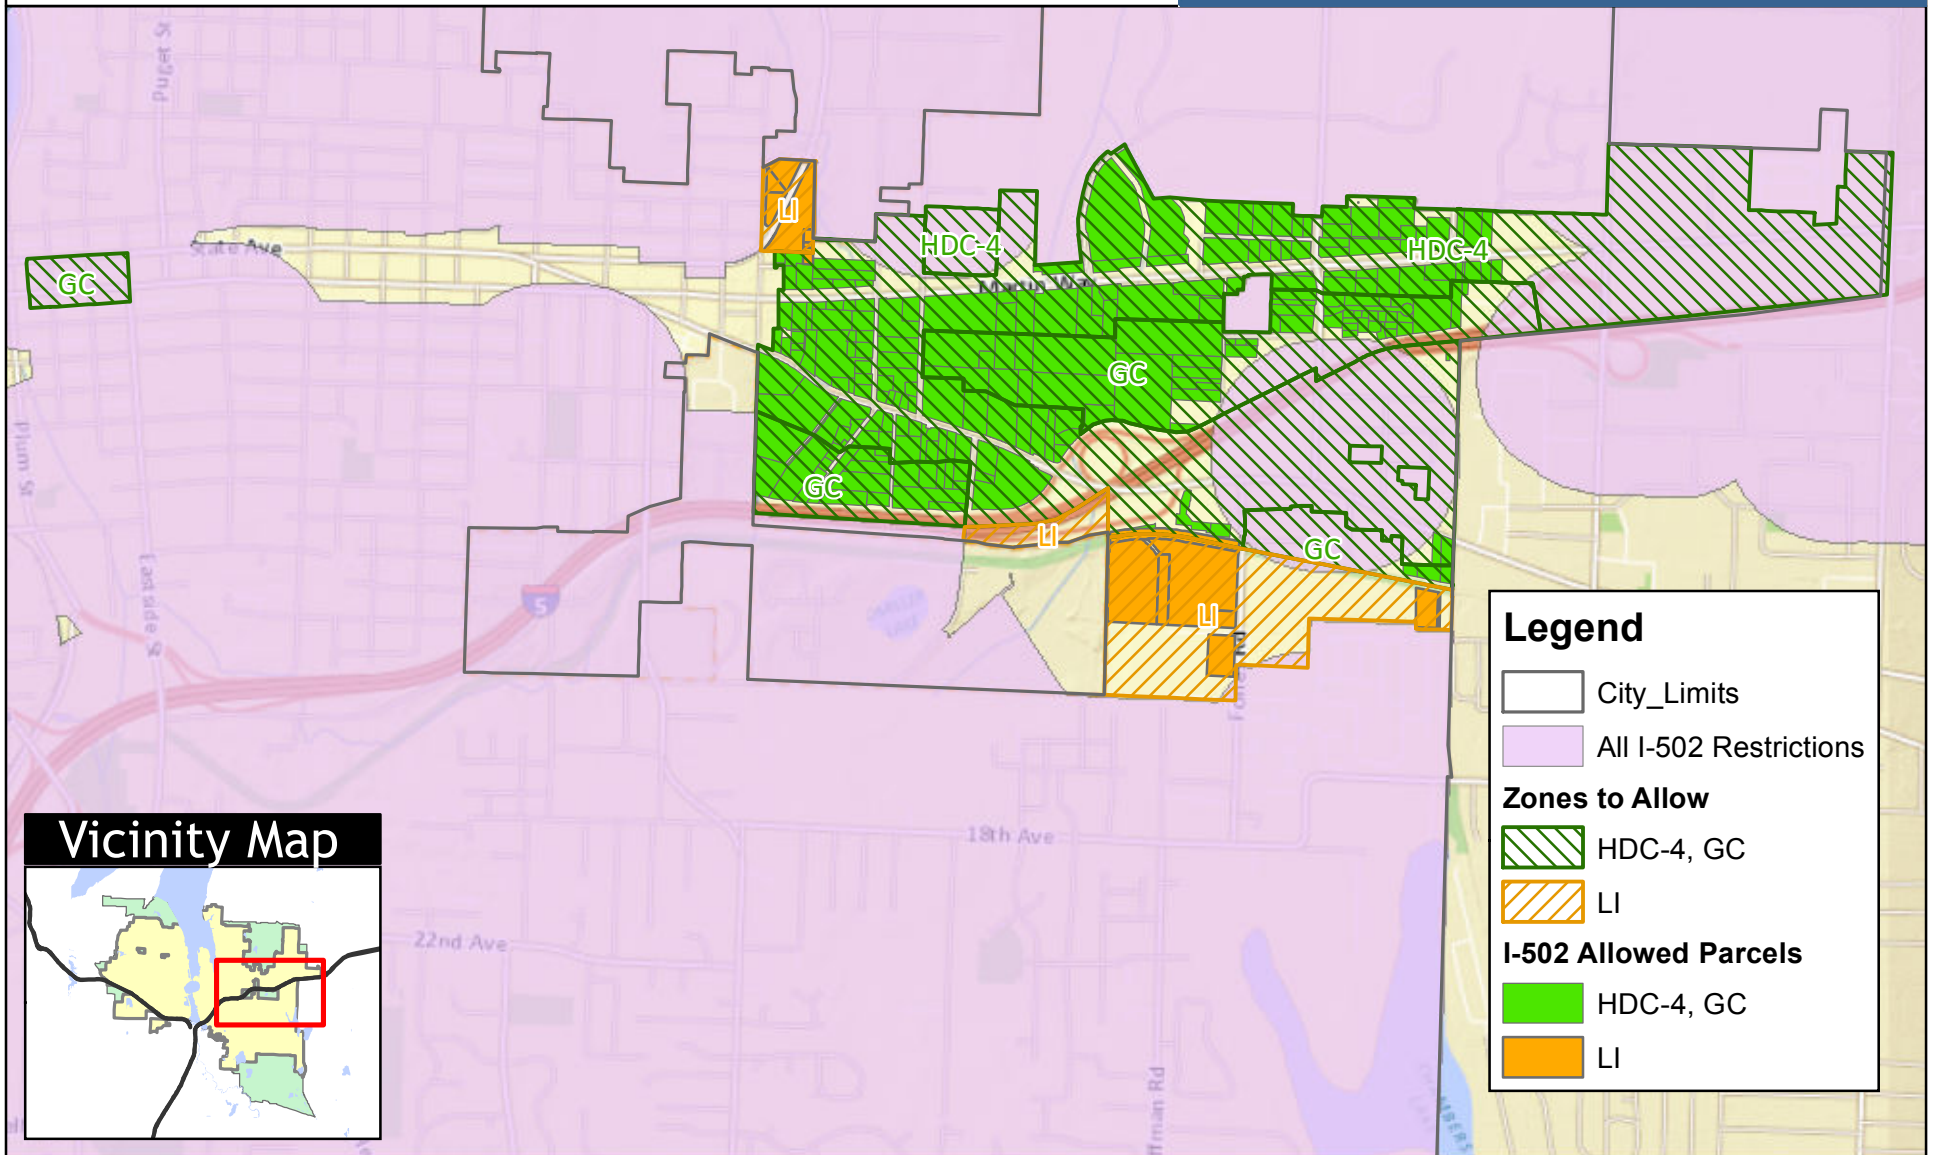 Puget St
State Ave
GC
LI
HDC-4
HDC-4
Martin Way
GC
Plum St
GC
LI
GC
Eastside St
5
LI
18th Ave
22nd Ave
Legend
City_Limits
All I-502 Restrictions
Zones to Allow
HDC-4, GC
LI
I-502 Allowed Parcels
HDC-4, GC
LI
Vicinity Map